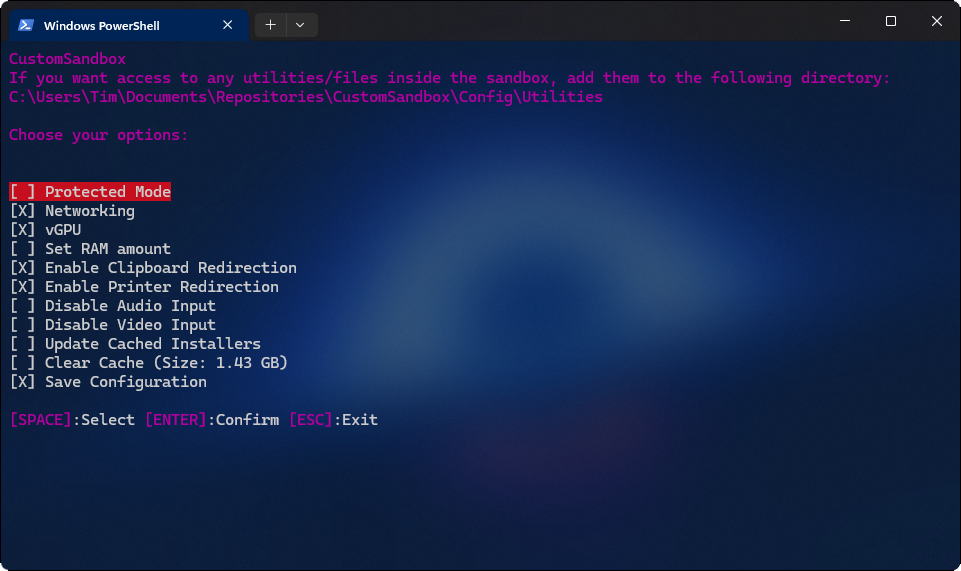 Windows PowerShell
CustomSandbox
If you want access to any utilities/files inside the sandbox, add them to the following directory:
C:\Users\Tim\Documents\Repositories\CustomSandbox\Config\Utilities
Choose your options:
[ ] Protected Mode
[X] Networking
[X] vGPU
[ ] Set RAM amount
[X] Enable Clipboard Redirection
[X] Enable Printer Redirection
[ ] Disable Audio Input
[ ] Disable Video Input
[ ] Update Cached Installers
[ ] Clear Cache (Size: 1.43 GB)
[X] Save Configuration
[SPACE]:Select [ENTER]:Confirm [ESC]:Exit